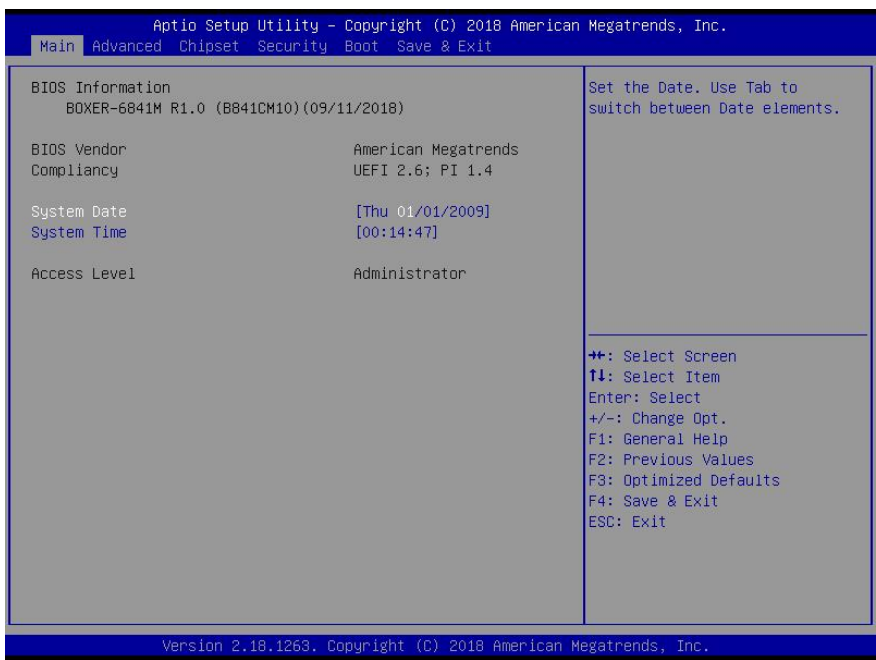 Aptio Setup Utility – Copyright (C) 2018 American Megatrends, Inc.
Main Advanced Chipset Security Boot Save & Exit
BIOS Information
BOXER-6841M R1.0 (B841CM10)(09/11/2018)
BIOS Vendor American Megatrends
Compliancy UEFI 2.6; PI 1.4
System Date [Thu 01/01/2009]
System Time [00:14:47]
Access Level Administrator
Set the Date. Use Tab to
switch between Date elements.
→←: Select Screen
↑↓: Select Item
Enter: Select
+/-: Change Opt.
F1: General Help
F2: Previous Values
F3: Optimized Defaults
F4: Save & Exit
ESC: Exit
Version 2.18.1263. Copyright (C) 2018 American Megatrends, Inc.